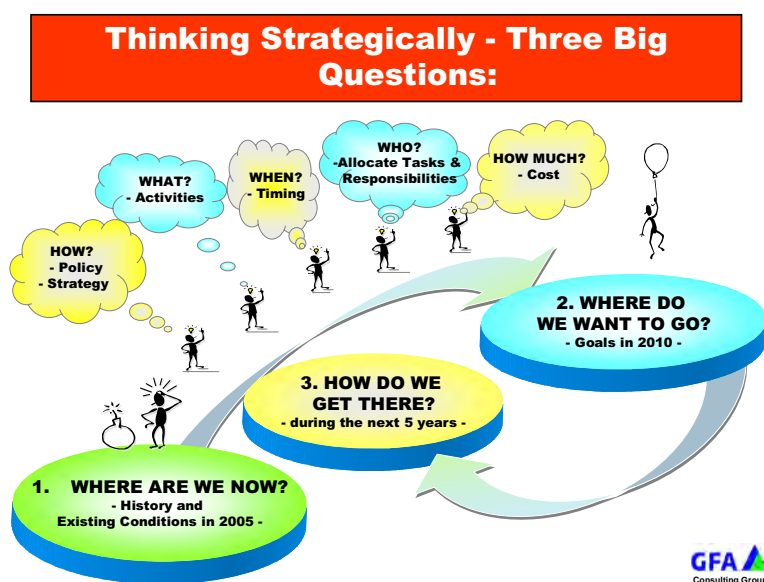 Thinking Strategically - Three Big
Questions:
HOW?
- Policy
- Strategy
WHAT?
- Activities
WHEN?
- Timing
WHO?
-Allocate Tasks &
Responsibilities
HOW MUCH?
- Cost
2. WHERE DO
WE WANT TO GO?
- Goals in 2010 -
3. HOW DO WE
GET THERE?
- during the next 5 years -
1. WHERE ARE WE NOW?
- History and
Existing Conditions in 2005 -
GFA
Consulting Group